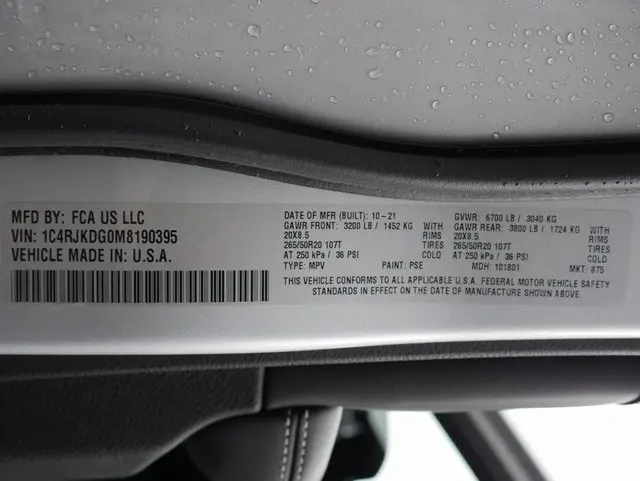 MFD BY: FCA US LLC
VIN: 1C4RJKDG0M8190395
VEHICLE MADE IN: U.S.A.
DATE OF MFR (BUILT): 10-21 GVWR: 6700 LB / 3040 KG
GAWR FRONT: 3200 LB / 1452 KG WITH GAWR REAR: 3800 LB / 1724 KG WITH
20X8.5 RIMS 20X8.5 RIMS
265/50R20 107T TIRES 265/50R20 107T TIRES
AT 250 kPa / 36 PSI COLD AT 250 kPa / 36 PSI COLD
TYPE: MPV PAINT: PSE MDH: 101801 MKT: 875
THIS VEHICLE CONFORMS TO ALL APPLICABLE U.S.A. FEDERAL MOTOR VEHICLE SAFETY
STANDARDS IN EFFECT ON THE DATE OF MANUFACTURE SHOWN ABOVE.